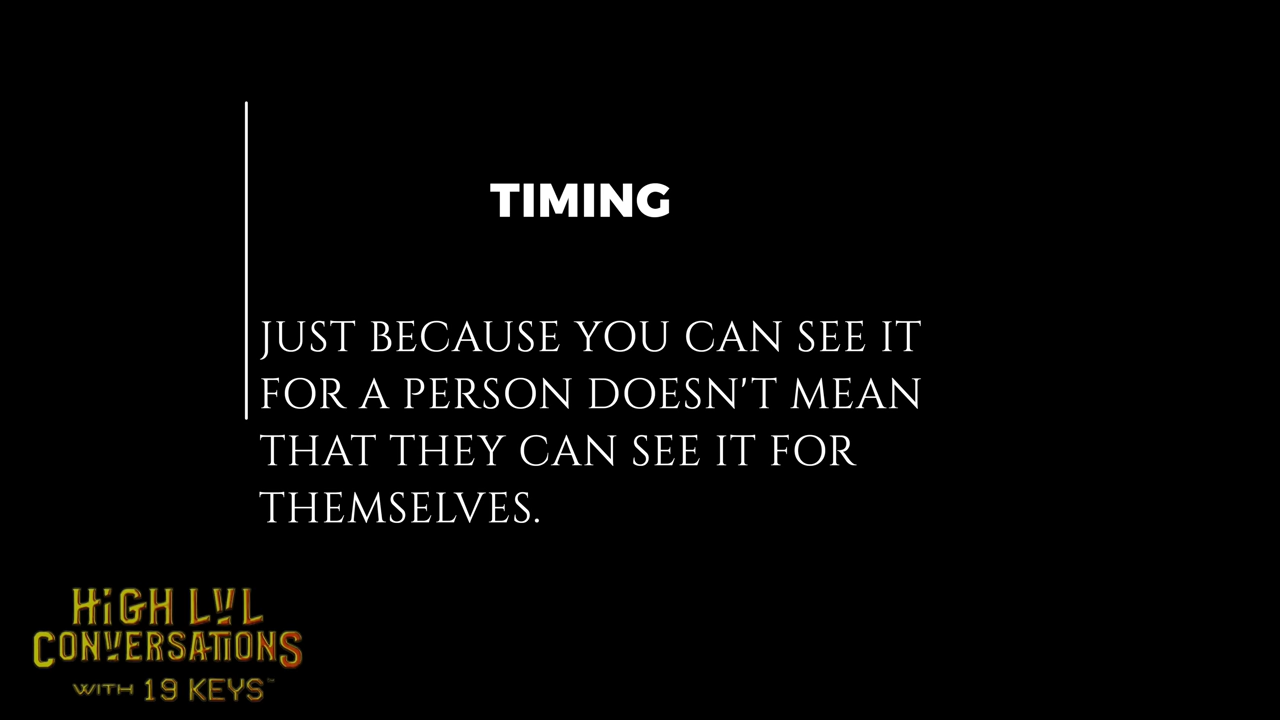 TIMING
JUST BECAUSE YOU CAN SEE IT
FOR A PERSON DOESN'T MEAN
THAT THEY CAN SEE IT FOR
THEMSELVES.
HiGH LVL
CONVERSATIONS
WITH 19 KEYS™